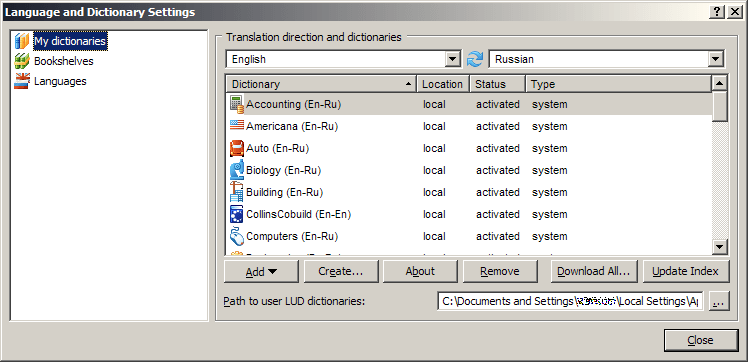 Language and Dictionary Settings
My dictionaries
Bookshelves
Languages
Translation direction and dictionaries
English Russian
Dictionary Location Status Type
Accounting (En-Ru) local activated system
Americana (En-Ru) local activated system
Auto (En-Ru) local activated system
Biology (En-Ru) local activated system
Building (En-Ru) local activated system
CollinsCobuild (En-En) local activated system
Computers (En-Ru) local activated system
Add Create... About Remove Download All... Update Index
Path to user LUD dictionaries: C:\Documents and Settings\ \Local Settings\Ap ...
Close